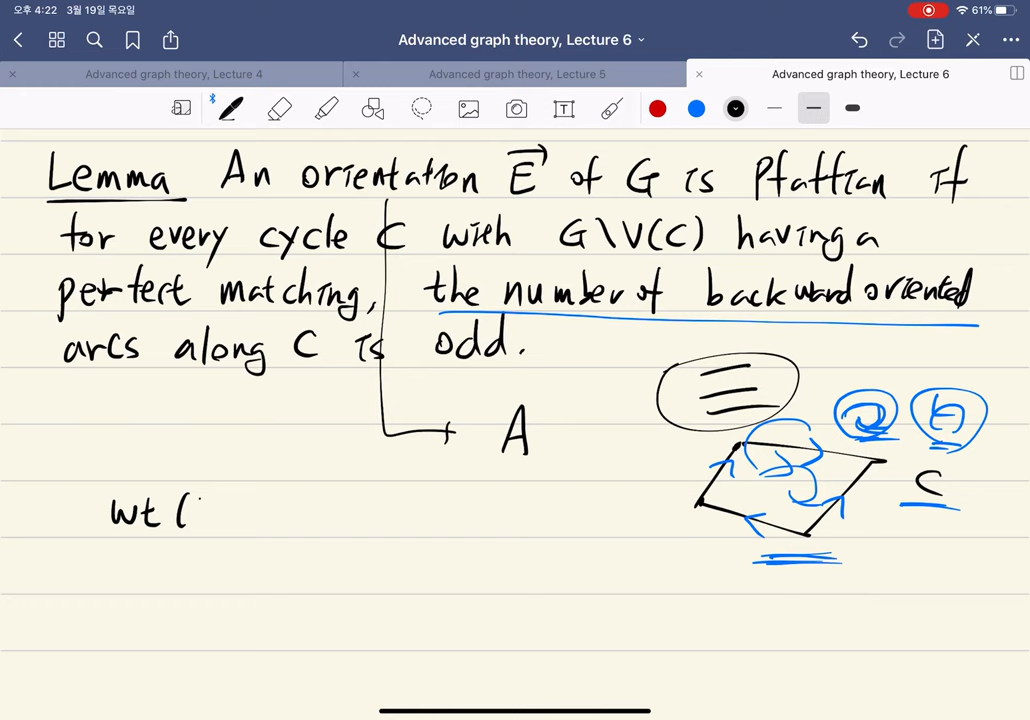 오후 4:22 3월 19일 목요일
61%
Advanced graph theory, Lecture 6
Advanced graph theory, Lecture 4
Advanced graph theory, Lecture 5
Advanced graph theory, Lecture 6
Lemma An orientation E⃗ of G is Pfaffian if
for every cycle C with G\V(C) having a
perfect matching, the number of backward oriented
arcs along C is odd.
A
C
wt (